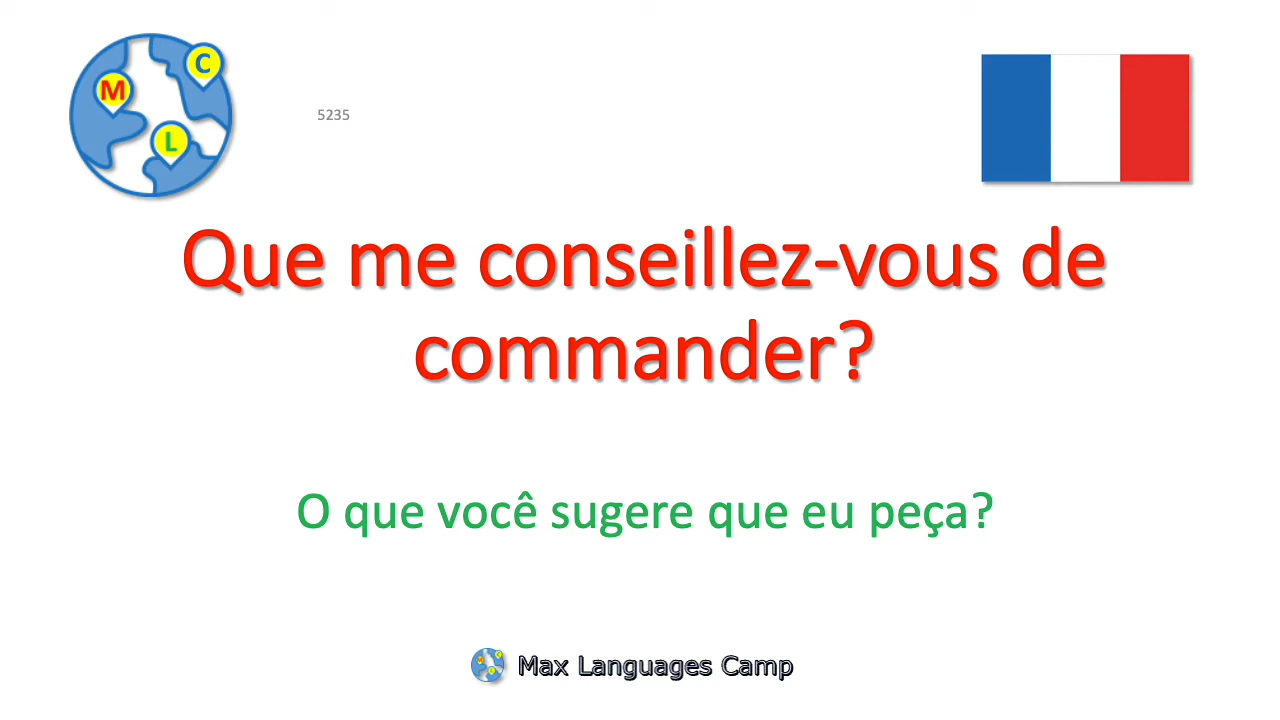 C
M
L
5235
Que me conseillez-vous de
commander?
O que você sugere que eu peça?
Max Languages Camp